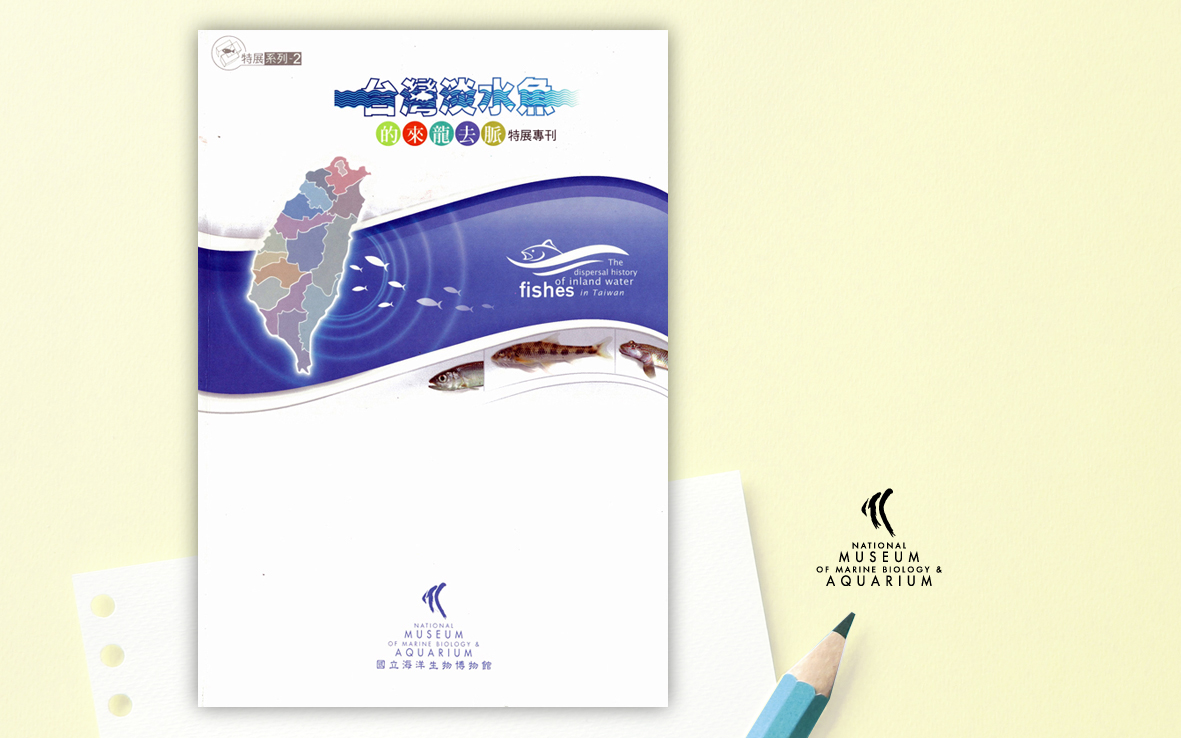 特展系列-2
台灣淡水魚
的來龍去脈特展專刊
The
dispersal history
of inland water
fishes in Taiwan
NATIONAL
MUSEUM
OF MARINE BIOLOGY &
AQUARIUM
國立海洋生物博物館
NATIONAL
MUSEUM
OF MARINE BIOLOGY &
AQUARIUM